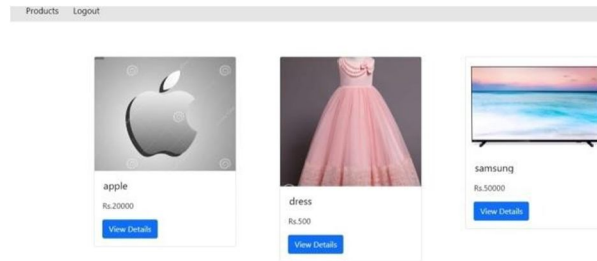 Products Logout
apple
Rs.20000
View Details
dress
Rs.500
View Details
samsung
Rs.50000
View Details